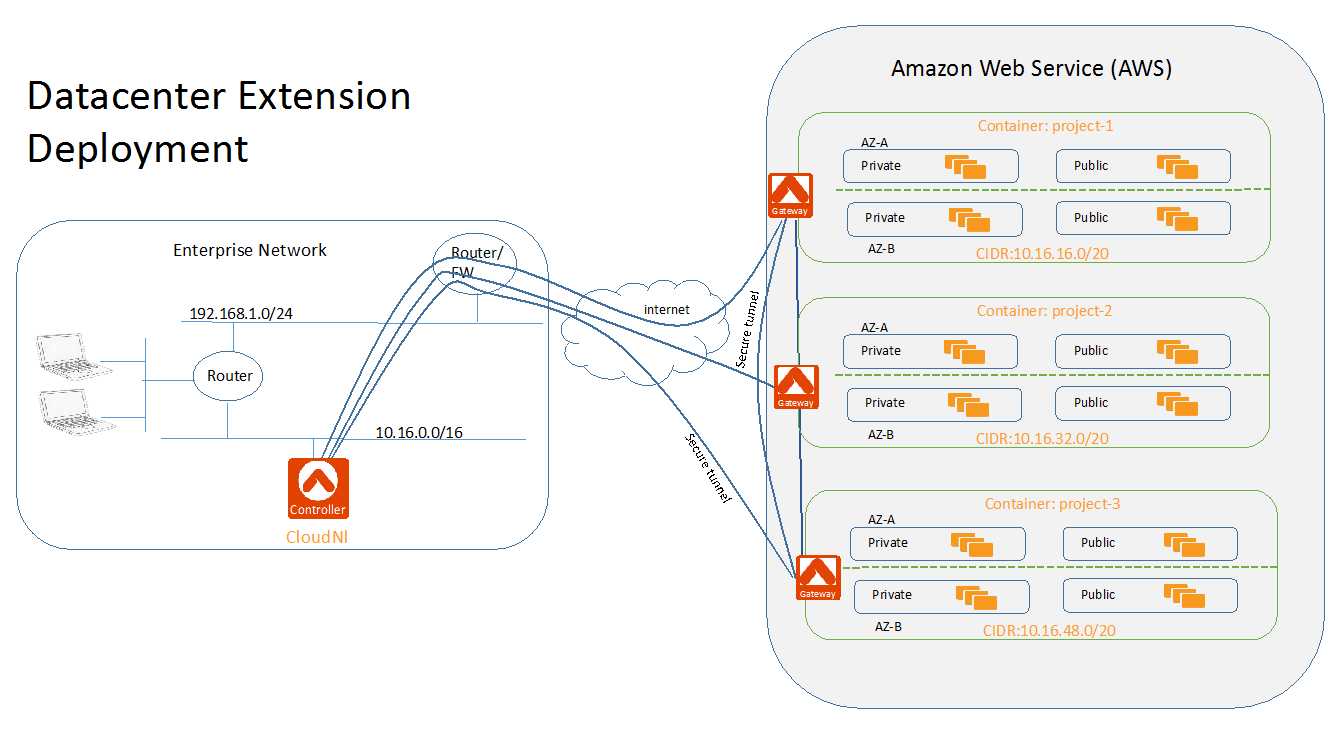 Datacenter Extension
Deployment
Enterprise Network
192.168.1.0/24
Router
10.16.0.0/16
Controller
CloudNI
Router/
FW
internet
Secure tunnel
Secure tunnel
Amazon Web Service (AWS)
Container: project-1
AZ-A
Private
Public
Private
Public
AZ-B
CIDR:10.16.16.0/20
Gateway
Container: project-2
AZ-A
Private
Public
Private
Public
AZ-B
CIDR:10.16.32.0/20
Gateway
Container: project-3
AZ-A
Private
Public
Private
Public
AZ-B
CIDR:10.16.48.0/20
Gateway